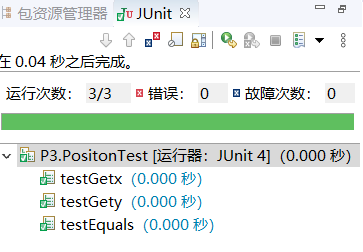 包资源管理器 JUnit
在 0.04 秒之后完成。
运行次数： 3/3 错误： 0 故障次数： 0
P3.PositonTest [运行器：JUnit 4] (0.000 秒)
testGetx (0.000 秒)
testGety (0.000 秒)
testEquals (0.000 秒)